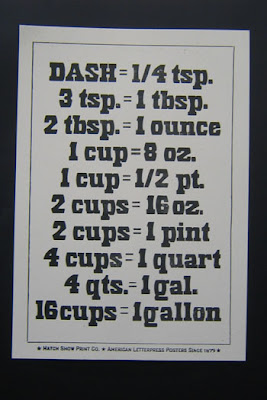 DASH=1/4 tsp.
3 tsp.=1 tbsp.
2 tbsp.=1 ounce
1 cup=8 oz.
1 cup=1/2 pt.
2 cups=16 oz.
2 cups=1 pint
4 cups=1 quart
4 qts.=1 gal.
16 cups=1 gallon
★ HATCH SHOW PRINT CO. ★ AMERICAN LETTERPRESS POSTERS SINCE 1879 ★